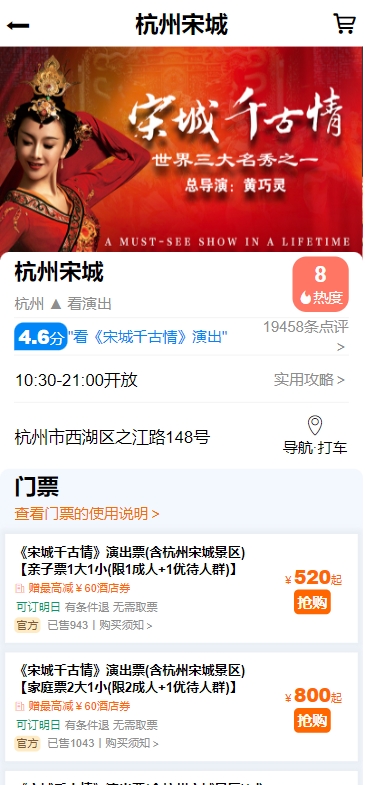 杭州宋城
宋城千古情
世界三大名秀之一
总导演：黄巧灵
A MUST-SEE SHOW IN A LIFETIME
杭州宋城
8
热度
杭州 ▲ 看演出
4.6分 "看《宋城千古情》演出"
19458条点评
>
10:30-21:00开放
实用攻略 >
杭州市西湖区之江路148号
导航·打车
门票
查看门票的使用说明 >
《宋城千古情》演出票(含杭州宋城景区)
【亲子票1大1小(限1成人+1优待人群)】
赠最高减￥60酒店券
￥520起
可订明日 有条件退 无需取票
抢购
官方 已售943丨购买须知 >
《宋城千古情》演出票(含杭州宋城景区)
【家庭票2大1小(限2成人+1优待人群)】
赠最高减￥60酒店券
￥800起
可订明日 有条件退 无需取票
抢购
官方 已售1043丨购买须知 >